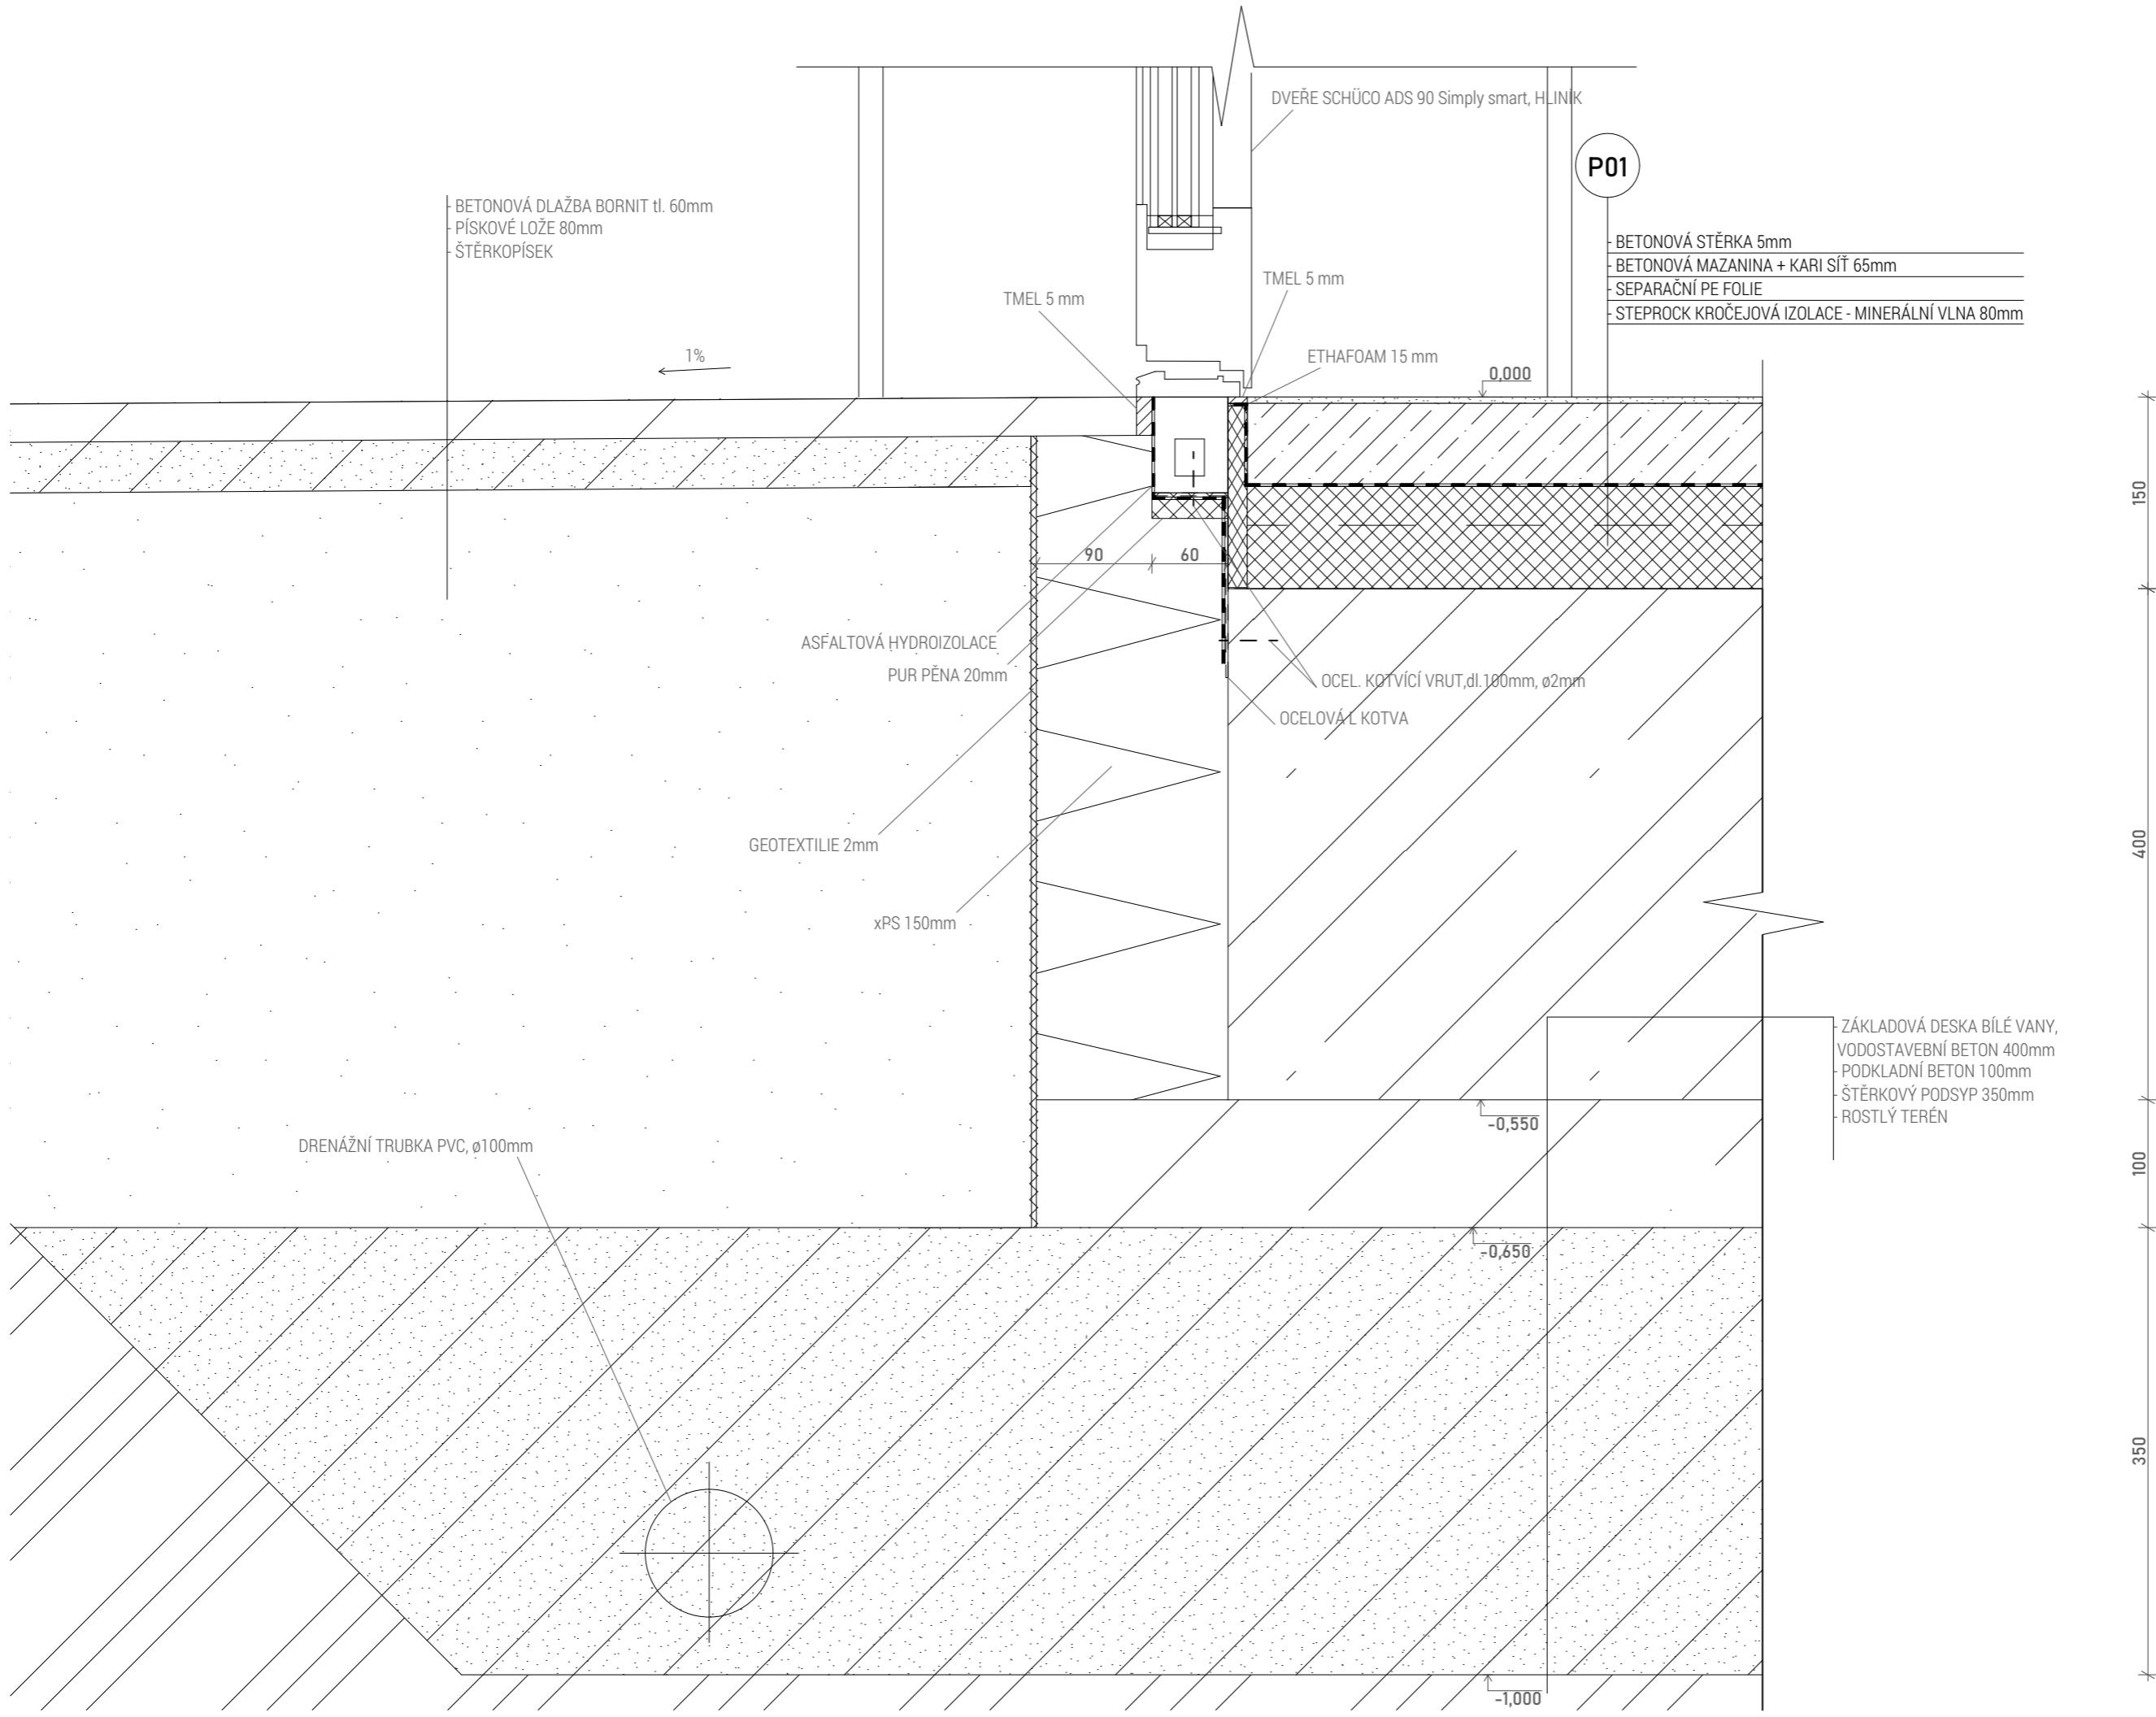 DVEŘE SCHÜCO ADS 90 Simply smart, HLINÍK
P01
- BETONOVÁ DLAŽBA BORNIT tl. 60mm
- PÍSKOVÉ LOŽE 80mm
- ŠTĚRKOPÍSEK
- BETONOVÁ STĚRKA 5mm
- BETONOVÁ MAZANINA + KARI SÍŤ 65mm
- SEPARAČNÍ PE FOLIE
- STEPROCK KROČEJOVÁ IZOLACE - MINERÁLNÍ VLNA 80mm
TMEL 5 mm
TMEL 5 mm
1%
ETHAFOAM 15 mm
0,000
150
90
60
ASFALTOVÁ HYDROIZOLACE
PUR PĚNA 20mm
OCEL. KOTVÍCÍ VRUT,dl.100mm, ø2mm
OCELOVÁ L KOTVA
GEOTEXTILIE 2mm
400
xPS 150mm
- ZÁKLADOVÁ DESKA BÍLÉ VANY,
VODOSTAVEBNÍ BETON 400mm
- PODKLADNÍ BETON 100mm
- ŠTĚRKOVÝ PODSYP 350mm
- ROSTLÝ TERÉN
-0,550
DRENÁŽNÍ TRUBKA PVC, ø100mm
100
-0,650
350
-1,000